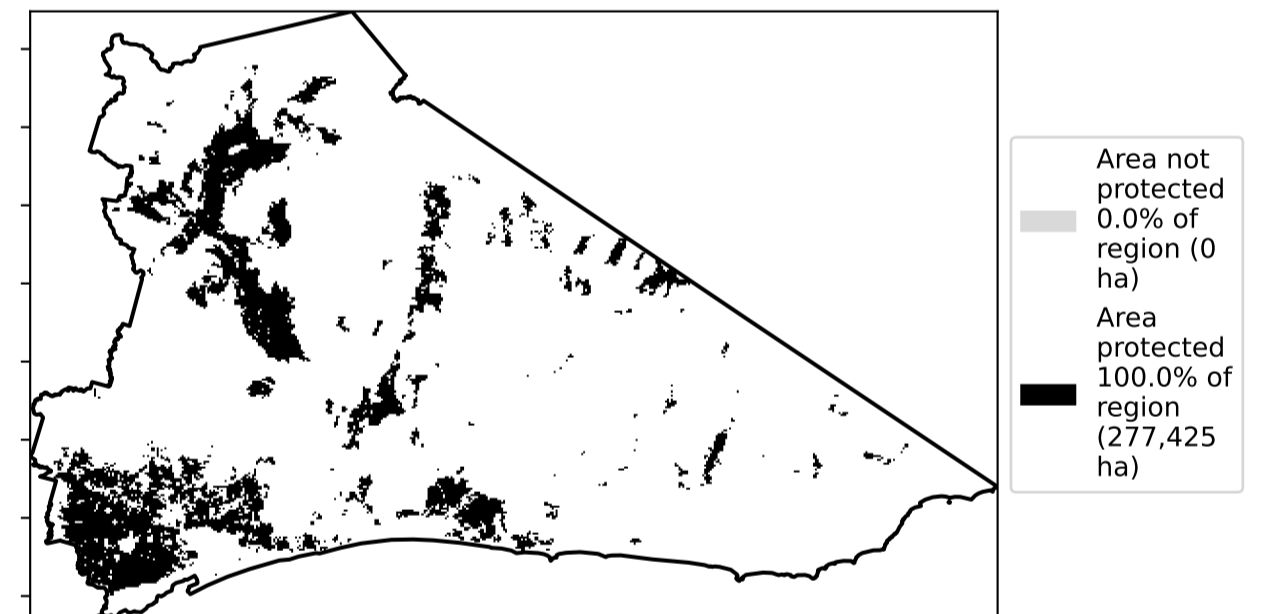 Area not
protected
0.0% of
region (0
ha)
Area
protected
100.0% of
region
(277,425
ha)